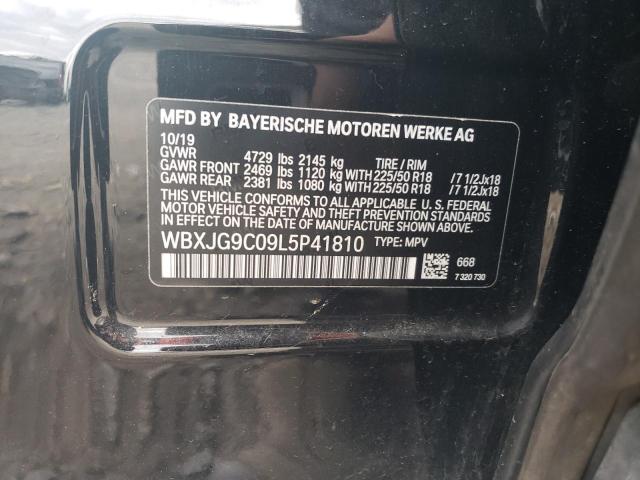 MFD BY BAYERISCHE MOTOREN WERKE AG
10/19
GVWR 4729 lbs 2145 kg TIRE / RIM
GAWR FRONT 2469 lbs 1120 kg WITH 225/50 R18 /7 1/2Jx18
GAWR REAR 2381 lbs 1080 kg WITH 225/50 R18 /7 1/2Jx18
THIS VEHICLE CONFORMS TO ALL APPLICABLE U. S. FEDERAL
MOTOR VEHICLE SAFETY AND THEFT PREVENTION STANDARDS
IN EFFECT ON THE DATE OF MANUFACTURE SHOWN ABOVE.
WBXJG9C09L5P41810 TYPE: MPV
668
7 320 730